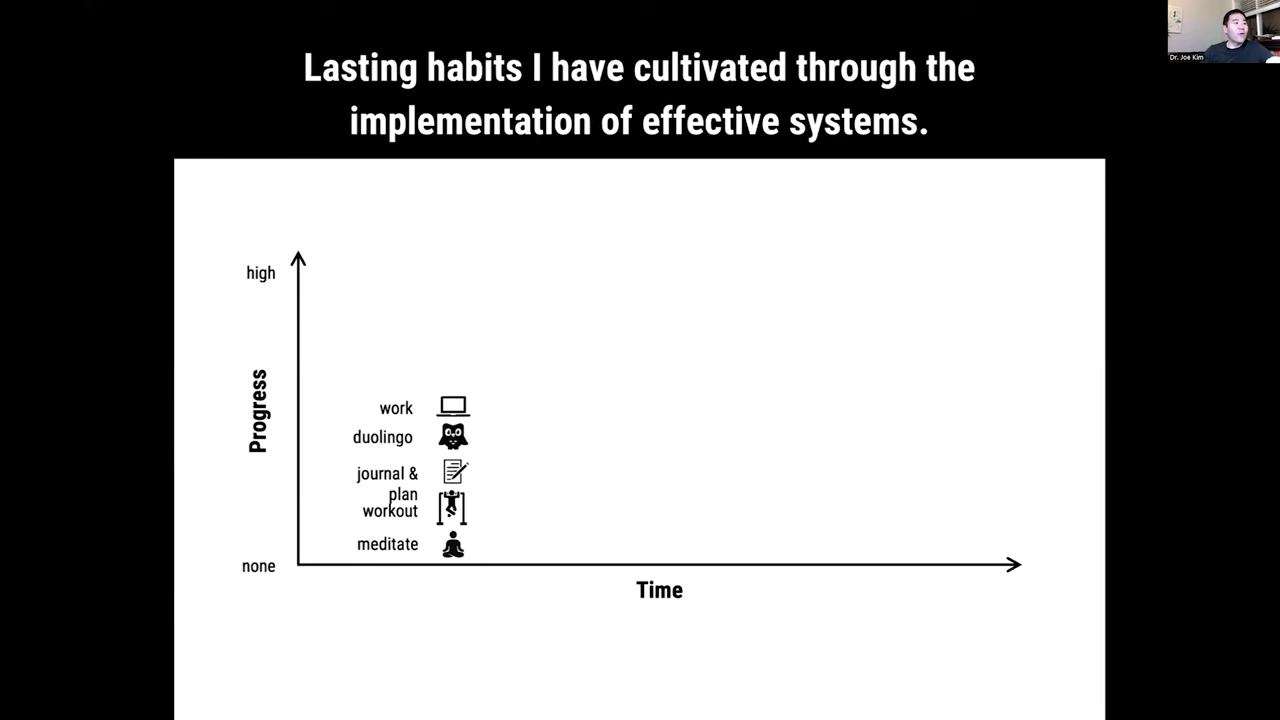 Lasting habits I have cultivated through the
implementation of effective systems.
Dr. Joe Kim
high
Progress
work
duolingo
journal &
plan
workout
meditate
none
Time